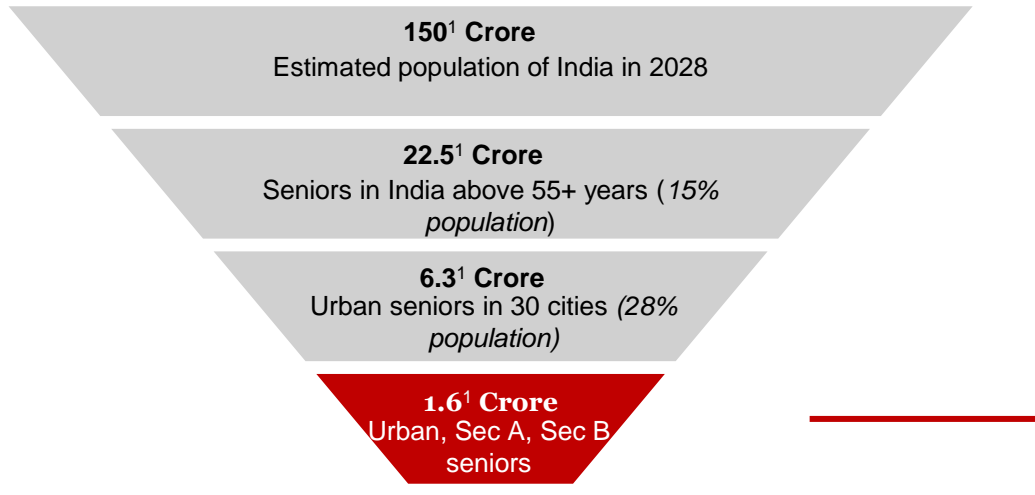 150¹ Crore
Estimated population of India in 2028
22.5¹ Crore
Seniors in India above 55+ years (15%
population)
6.3¹ Crore
Urban seniors in 30 cities (28%
population)
1.6¹ Crore
Urban, Sec A, Sec B
seniors